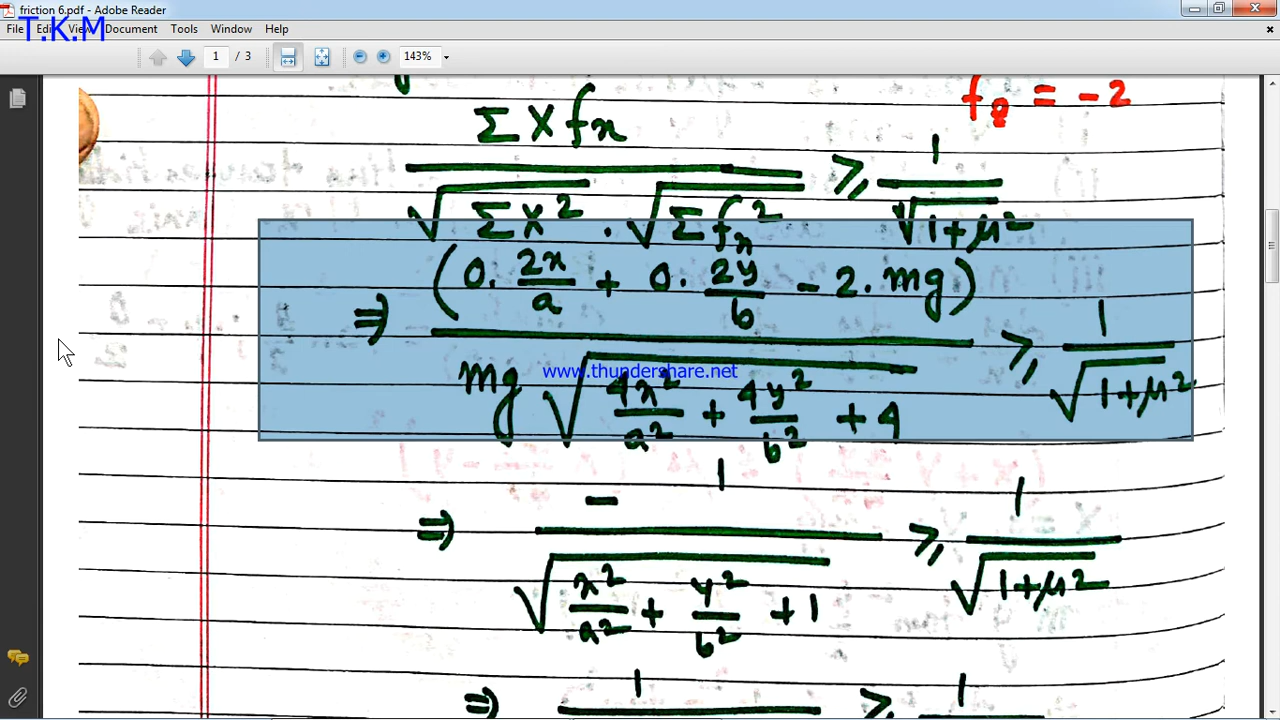 friction 6.pdf - Adobe Reader
T.K.M
File Edit View Document Tools Window Help
1 / 3 143%
f_z = -2
Σ X f_x / (√ΣX² . √Σf_x²) ≥ 1/√(1+μ²)
⇒ (0. 2x/a + 0. 2y/b - 2. mg) / (mg √(4x²/a² + 4y²/b² + 4)) ≥ 1/√(1+μ²)
www.thundershare.net
⇒ - 1/√(x²/a² + y²/b² + 1) ≥ 1/√(1+μ²)
⇒ 1 ≥ 1